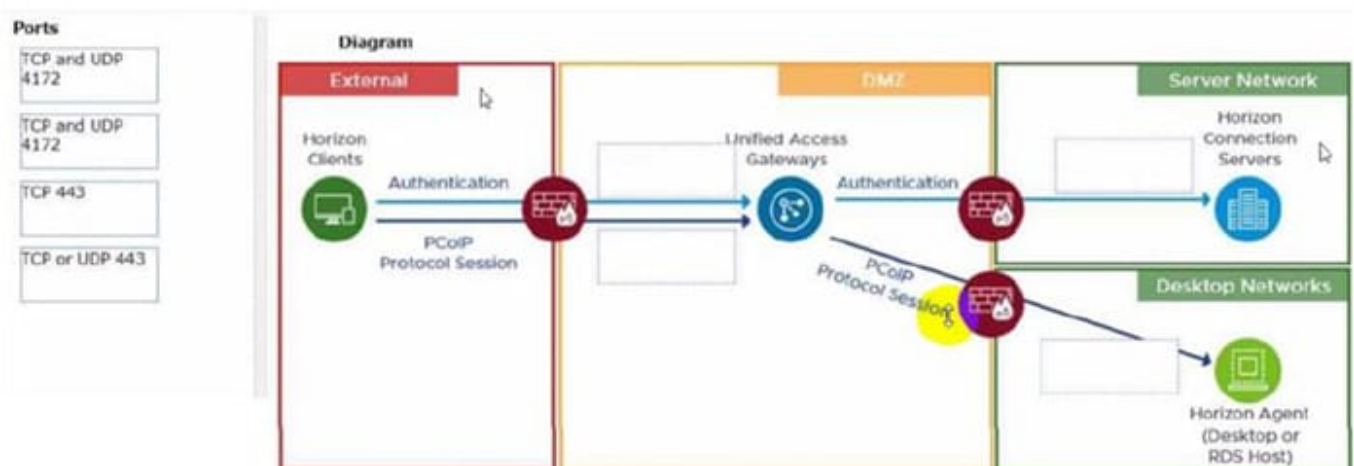 Ports
TCP and UDP
4172
TCP and UDP
4172
TCP 443
TCP or UDP 443
Diagram
External
DMZ
Server Network
Horizon
Clients
Authentication
PCoIP
Protocol Session
Unified Access
Gateways
Authentication
PCoIP
Protocol Session
Horizon
Connection
Servers
Desktop Networks
Horizon Agent
(Desktop or
RDS Host)